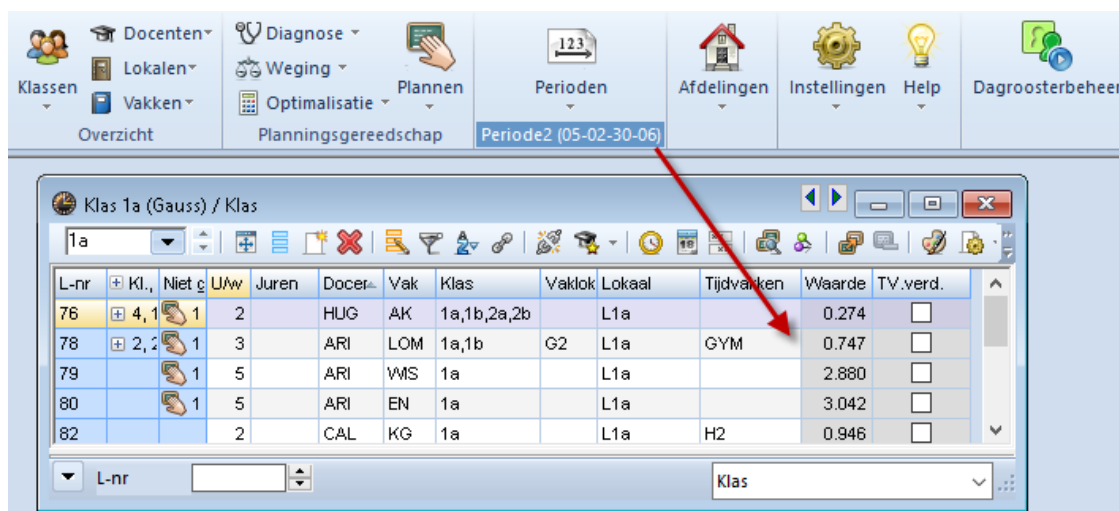 Docenten Diagnose 123
Lokalen Weging
Klassen Vakken Optimalisatie Plannen Perioden Afdelingen Instellingen Help Dagroosterbeheer
Overzicht Planningsgereedschap Periode2 (05-02-30-06)
Klas 1a (Gauss) / Klas
1a
L-nr Kl., Niet U/w Juren Docer Vak Klas Vaklok Lokaal Tijdvakken Waarde TV.verd.
76 4, 1 1 2 HUG AK 1a,1b,2a,2b L1a 0.274
78 2, 2 1 3 ARI LOM 1a,1b G2 L1a GYM 0.747
79 1 5 ARI WIS 1a L1a 2.880
80 1 5 ARI EN 1a L1a 3.042
82 2 CAL KG 1a L1a H2 0.946
L-nr Klas